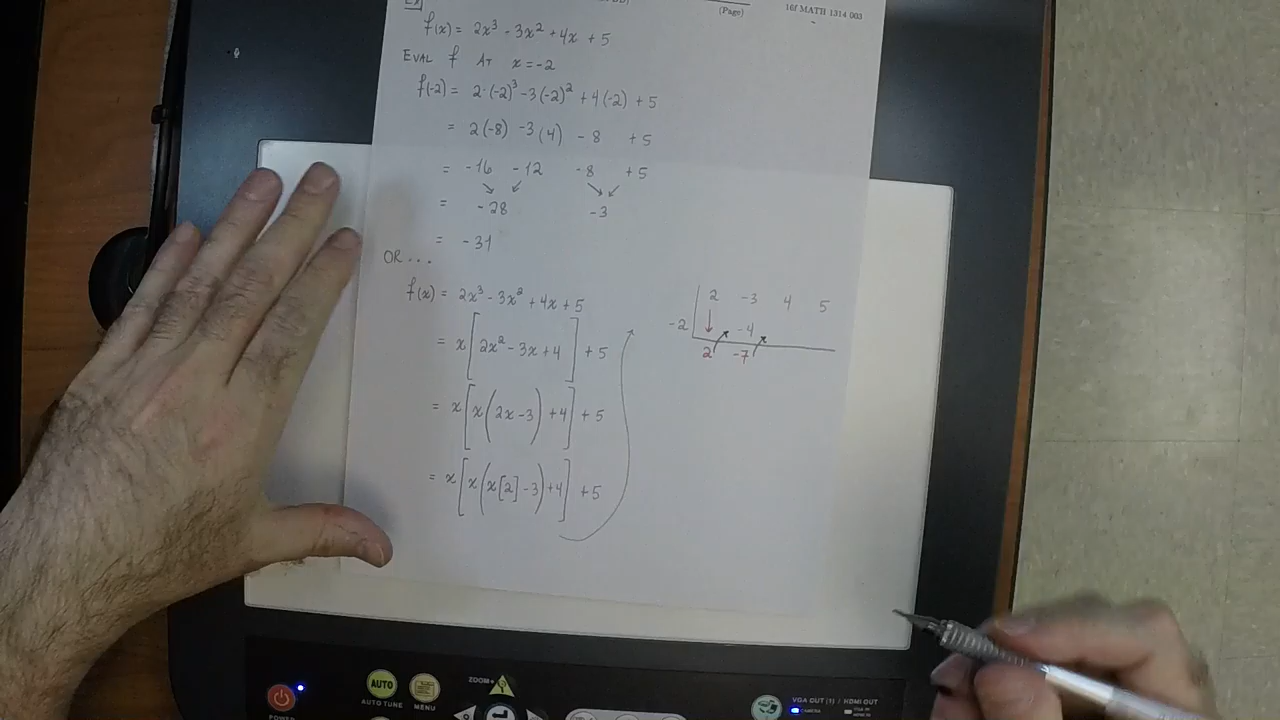 (Page)
16f MATH 1314 003
f(x) = 2x³ - 3x² + 4x + 5
EVAL f AT x = -2
f(-2) = 2·(-2)³ - 3(-2)² + 4(-2) + 5
= 2(-8) -3(4) - 8 + 5
= -16 -12 -8 +5
= -28 -3
= -31
OR...
f(x) = 2x³ - 3x² + 4x + 5
= x[2x² - 3x + 4] + 5
= x[x(2x - 3) + 4] + 5
= x[x(x[2] - 3) + 4] + 5
2 -3 4 5
-2 -4
2 -7
POWER
AUTO
AUTO TUNE
MENU
ZOOM+
VGA OUT (1) / HDMI OUT
CAMERA